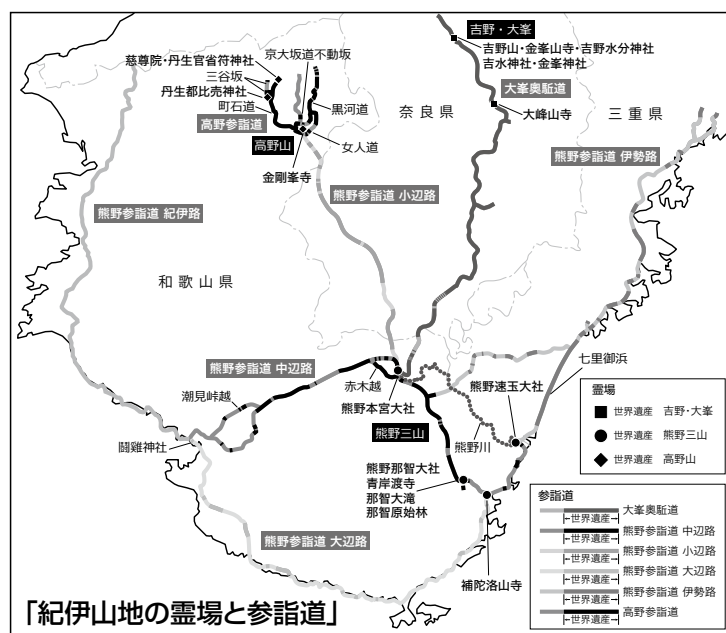 吉野・大峯
吉野山・金峯山寺・吉野水分神社
吉水神社・金峯神社
慈尊院・丹生官省符神社
三谷坂
丹生都比売神社
町石道
高野参詣道
高野山
京大坂道不動坂
黒河道
女人道
金剛峯寺
奈良県
大峯奥駈道
大峰山寺
三重県
熊野参詣道 伊勢路
熊野参詣道 紀伊路
熊野参詣道 小辺路
和歌山県
熊野参詣道 中辺路
赤木越
潮見峠越
熊野本宮大社
熊野三山
闘雞神社
熊野速玉大社
熊野川
七里御浜
熊野那智大社
青岸渡寺
那智大滝
那智原始林
熊野参詣道 大辺路
補陀洛山寺
霊場
世界遺産 吉野・大峯
世界遺産 熊野三山
世界遺産 高野山
参詣道
大峯奥駈道
世界遺産
熊野参詣道 中辺路
世界遺産
熊野参詣道 小辺路
世界遺産
熊野参詣道 大辺路
世界遺産
熊野参詣道 伊勢路
世界遺産
高野参詣道
世界遺産
「紀伊山地の霊場と参詣道」